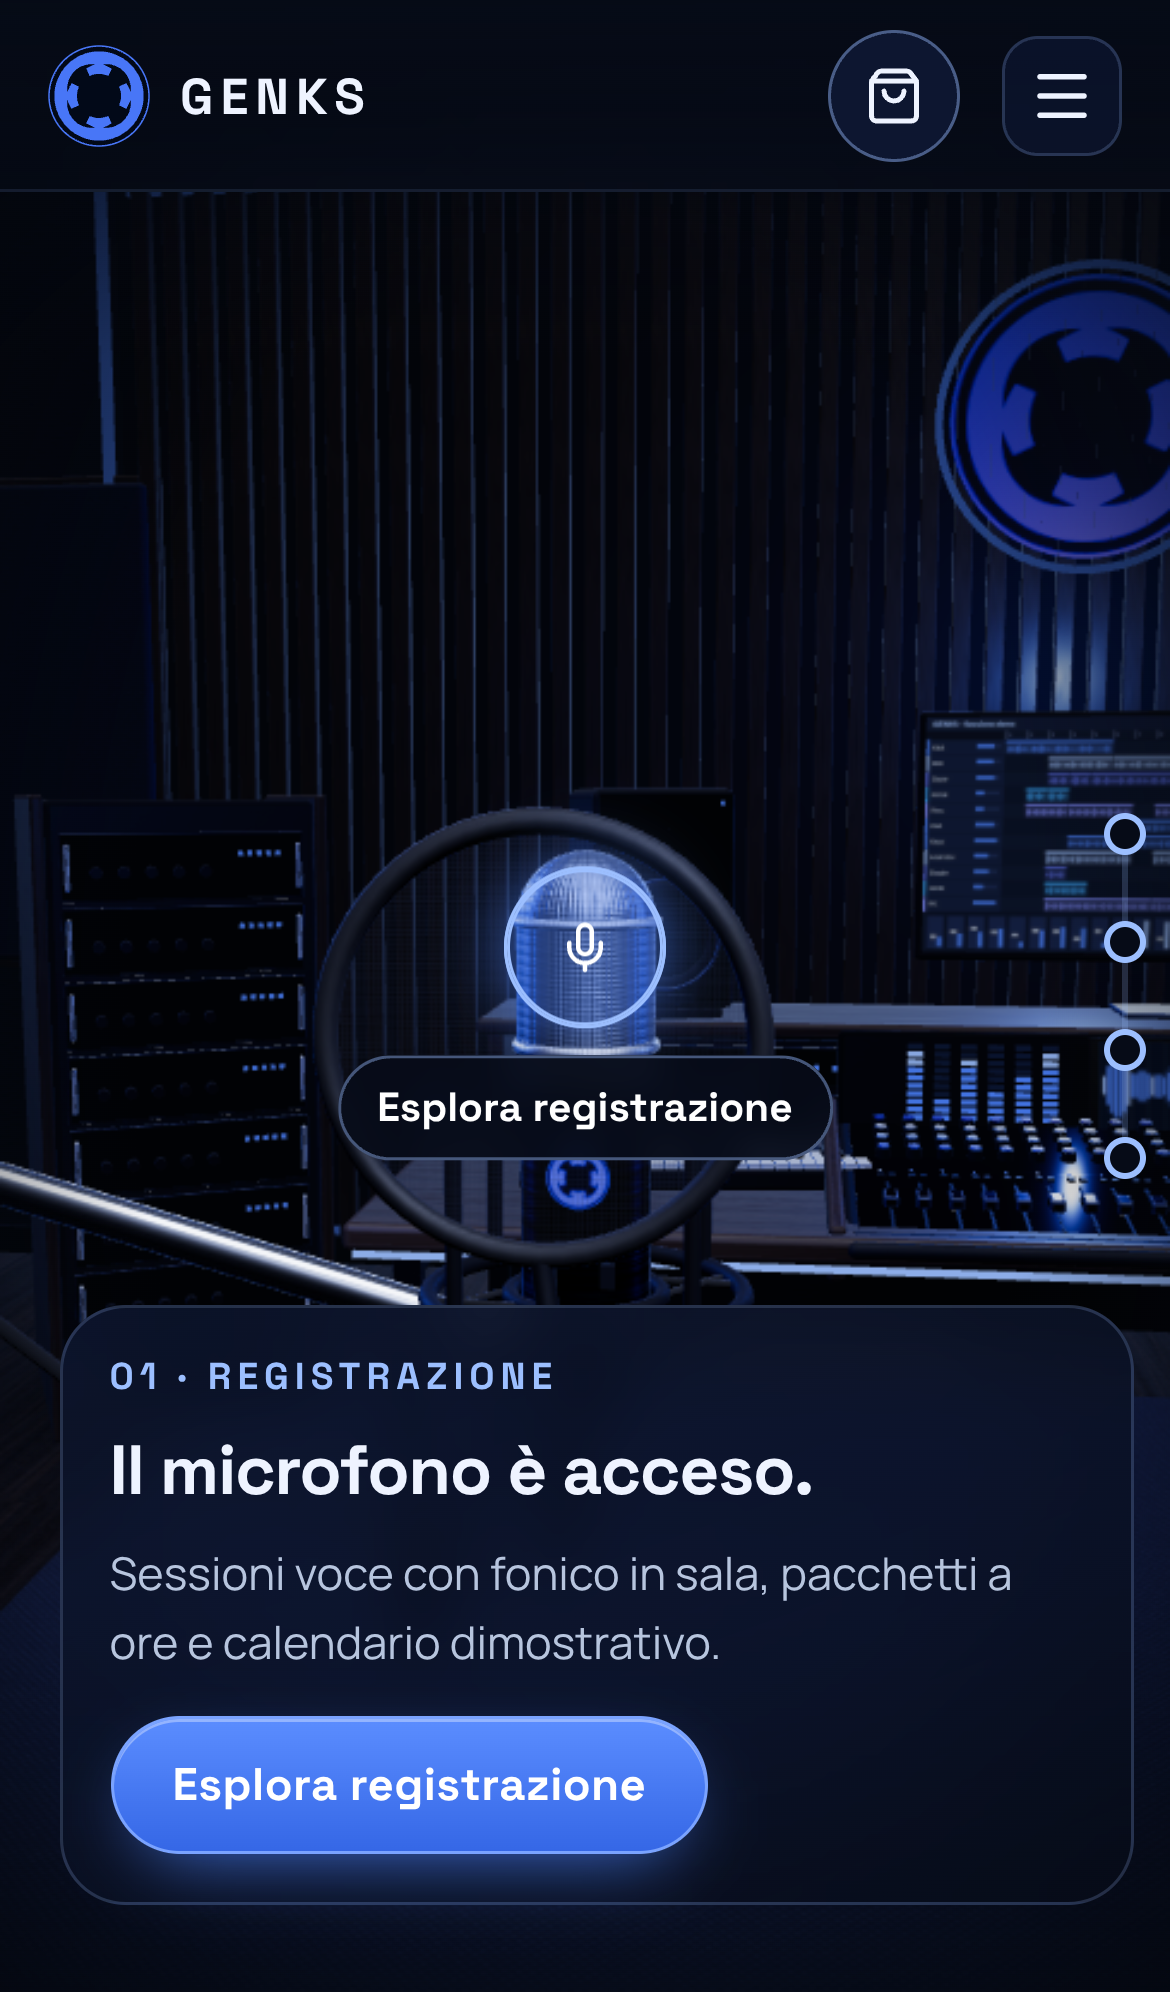 GENKS
Esplora registrazione
01 · REGISTRAZIONE
Il microfono è acceso.
Sessioni voce con fonico in sala, pacchetti a
ore e calendario dimostrativo.
Esplora registrazione